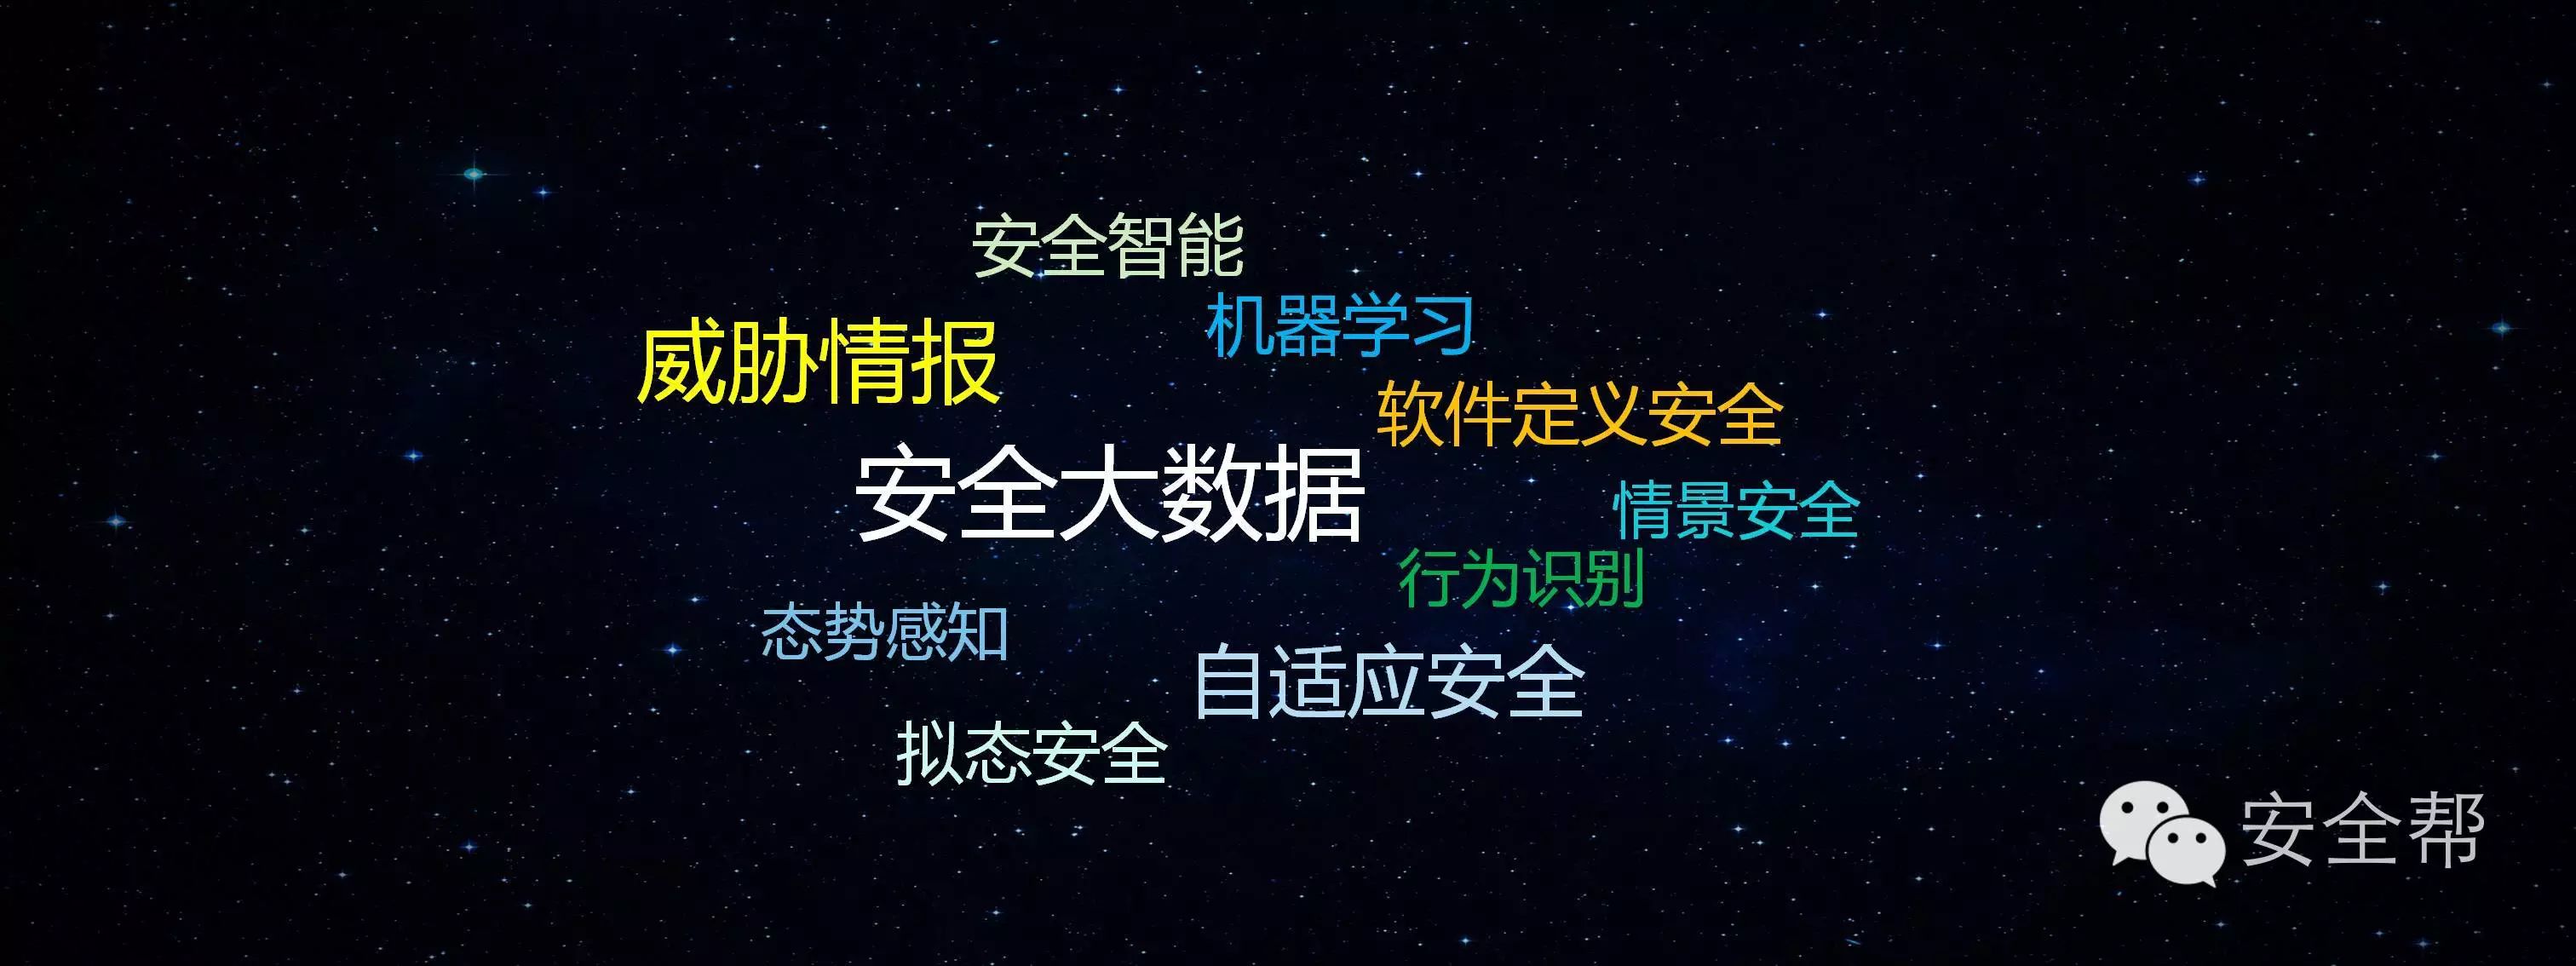 安全智能
机器学习
威胁情报
软件定义安全
安全大数据
情景安全
行为识别
态势感知
自适应安全
拟态安全
安全帮